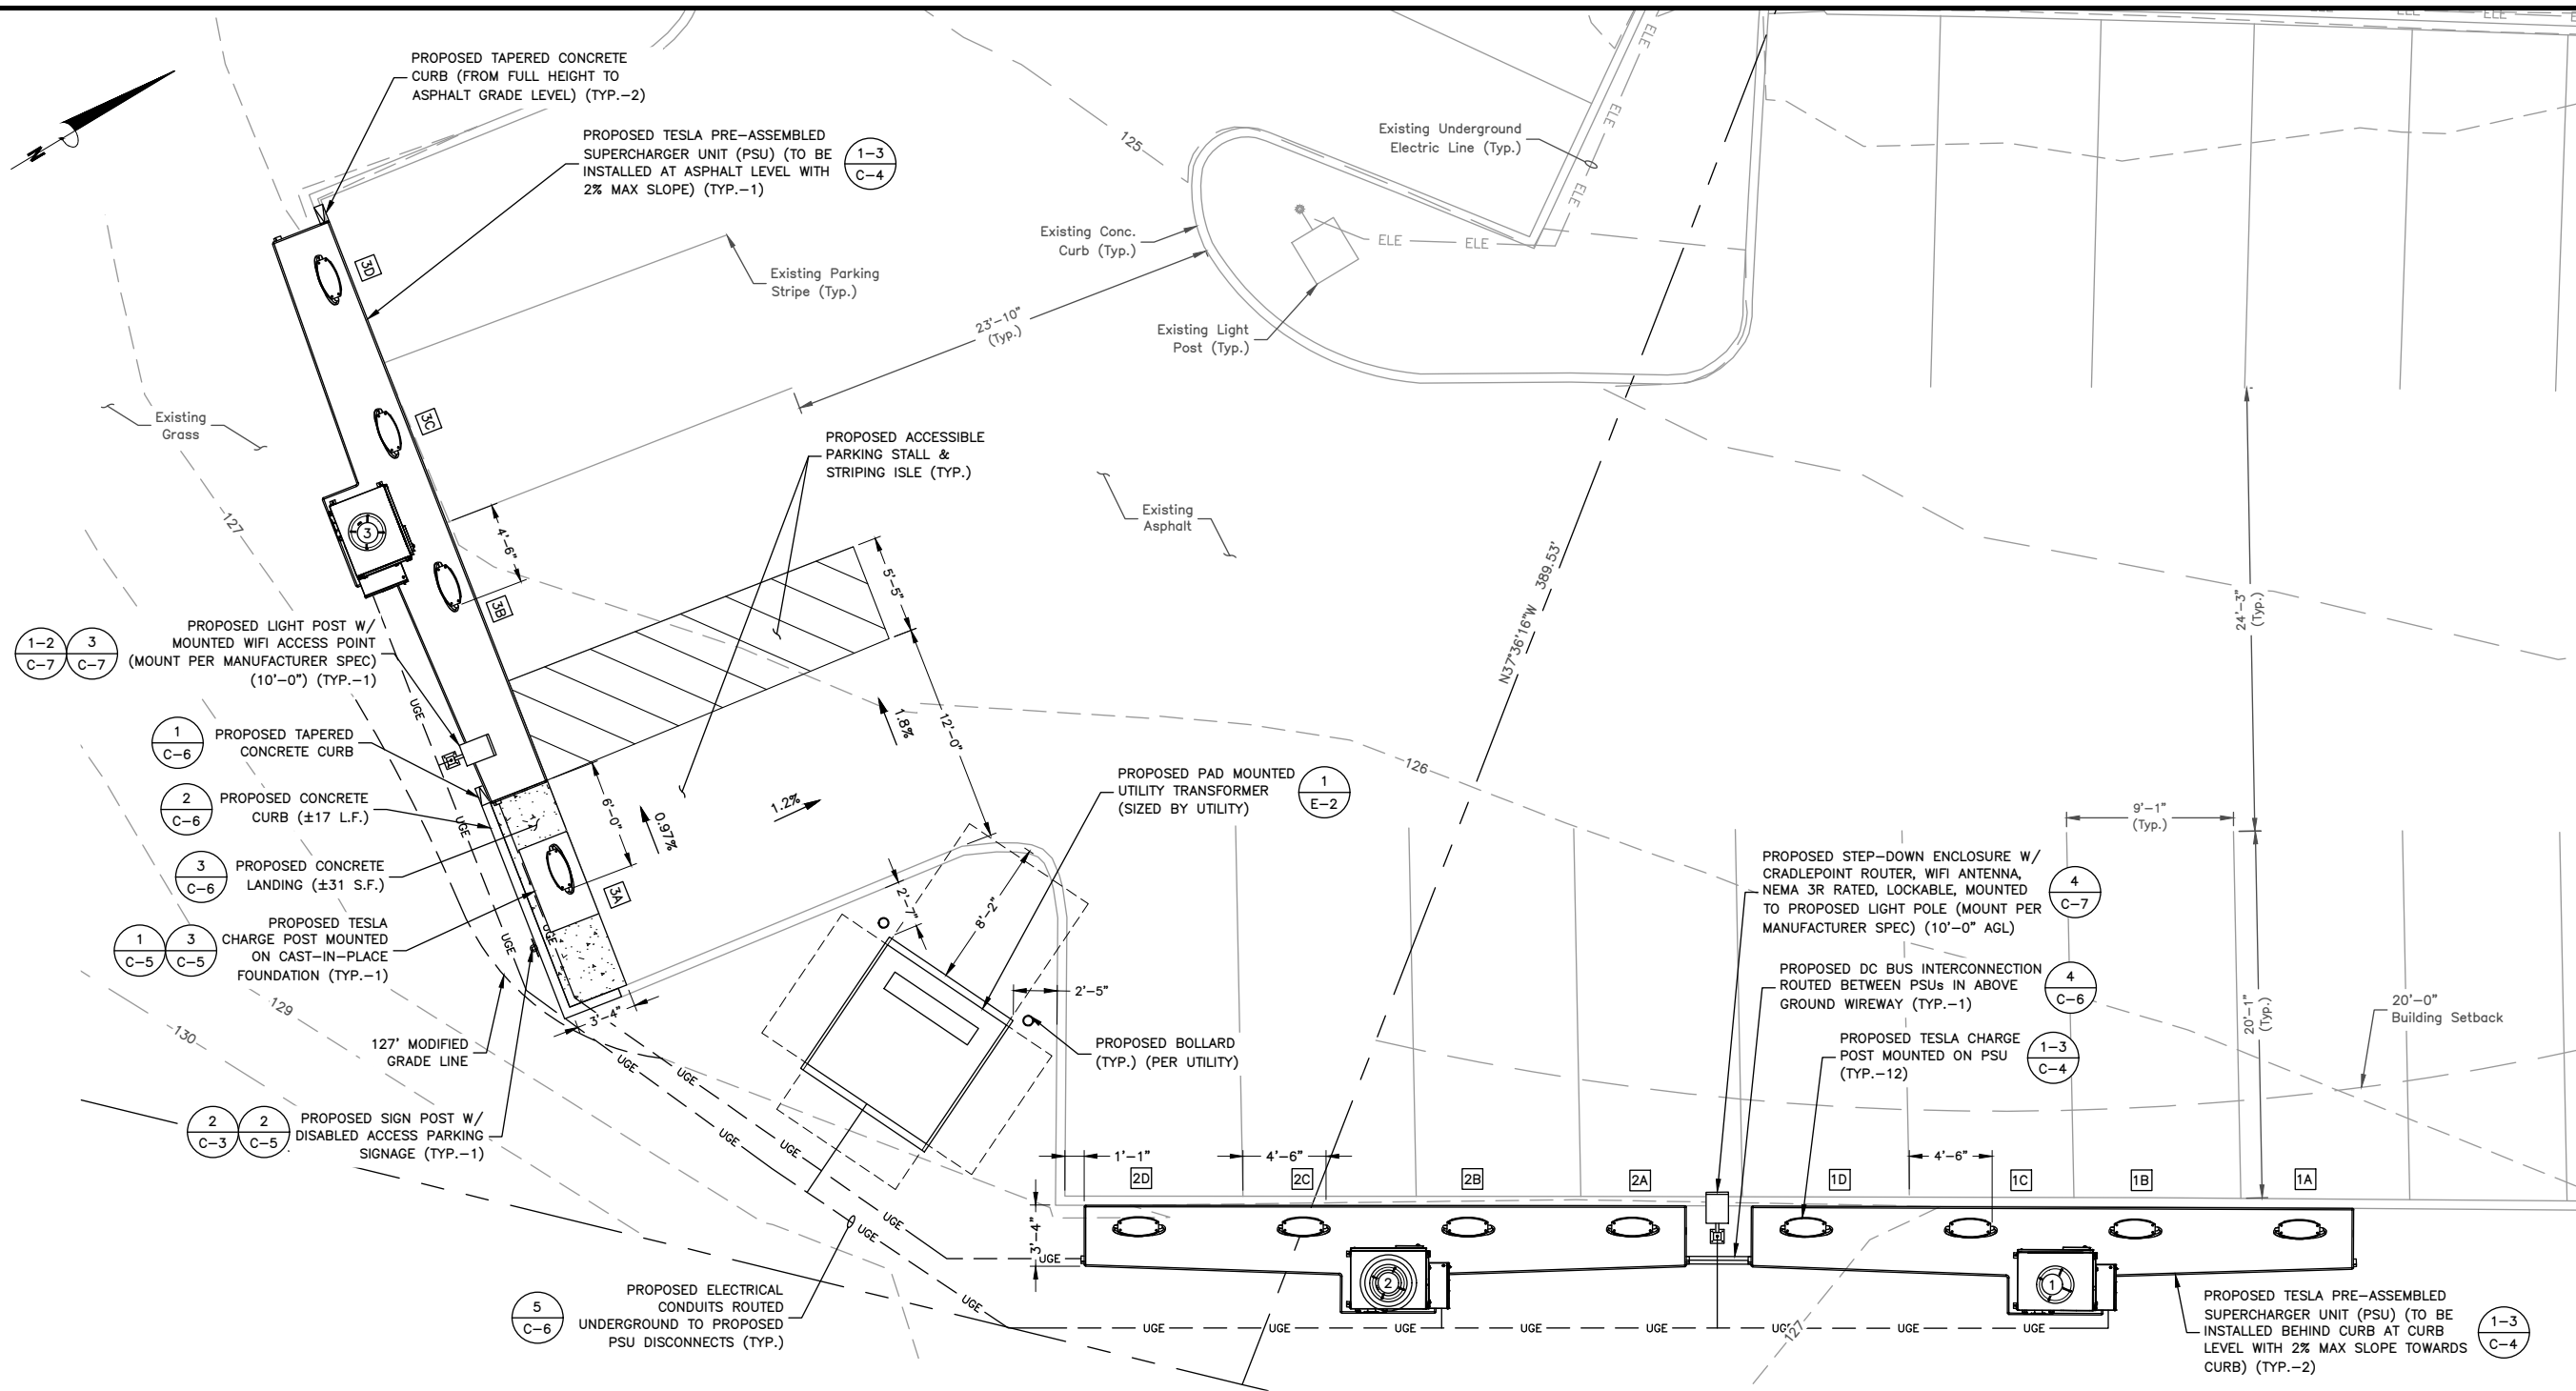 PROPOSED TAPERED CONCRETE
CURB (FROM FULL HEIGHT TO
ASPHALT GRADE LEVEL) (TYP.-2)
N
PROPOSED TESLA PRE-ASSEMBLED
SUPERCHARGER UNIT (PSU) (TO BE
INSTALLED AT ASPHALT LEVEL WITH
2% MAX SLOPE) (TYP.-1)
1-3
C-4
125
Existing Underground
Electric Line (Typ.)
ELE
ELE
ELE
ELE
ELE
ELE
ELE
ELE
Existing Conc.
Curb (Typ.)
Existing Parking
Stripe (Typ.)
23'-10"
(Typ.)
Existing Light
Post (Typ.)
3D
3C
Existing
Grass
PROPOSED ACCESSIBLE
PARKING STALL &
STRIPING ISLE (TYP.)
Existing
Asphalt
127
3
4'-6"
3B
5'-5"
N37°36'16"W 389.53'
24'-3"
(Typ.)
1-2
C-7
3
C-7
PROPOSED LIGHT POST W/
MOUNTED WIFI ACCESS POINT
(MOUNT PER MANUFACTURER SPEC)
(10'-0") (TYP.-1)
UGE
1.8%
12'-0"
1
C-6
PROPOSED TAPERED
CONCRETE CURB
126
2
C-6
PROPOSED CONCRETE
CURB (±17 L.F.)
UGE
6'-0"
0.97%
1.2%
PROPOSED PAD MOUNTED
UTILITY TRANSFORMER
(SIZED BY UTILITY)
1
E-2
9'-1"
(Typ.)
3
C-6
PROPOSED CONCRETE
LANDING (±31 S.F.)
3A
2'-7"
8'-2"
PROPOSED STEP-DOWN ENCLOSURE W/
CRADLEPOINT ROUTER, WIFI ANTENNA,
NEMA 3R RATED, LOCKABLE, MOUNTED
TO PROPOSED LIGHT POLE (MOUNT PER
MANUFACTURER SPEC) (10'-0" AGL)
4
C-7
1
C-5
3
C-5
PROPOSED TESLA
CHARGE POST MOUNTED
ON CAST-IN-PLACE
FOUNDATION (TYP.-1)
UGE
UGE
2'-5"
PROPOSED DC BUS INTERCONNECTION
ROUTED BETWEEN PSUs IN ABOVE
GROUND WIREWAY (TYP.-1)
4
C-6
20'-1"
(Typ.)
20'-0"
Building Setback
129
130
3'-4"
127' MODIFIED
GRADE LINE
PROPOSED BOLLARD
(TYP.) (PER UTILITY)
PROPOSED TESLA CHARGE
POST MOUNTED ON PSU
(TYP.-12)
1-3
C-4
UGE
UGE
2
C-3
2
C-5
PROPOSED SIGN POST W/
DISABLED ACCESS PARKING
SIGNAGE (TYP.-1)
UGE
UGE
1'-1"
2D
4'-6"
2C
2B
2A
1D
4'-6"
1C
1B
1A
UGE
UGE
3'-4"
UGE
2
1
5
C-6
PROPOSED ELECTRICAL
CONDUITS ROUTED
UNDERGROUND TO PROPOSED
PSU DISCONNECTS (TYP.)
UGE
UGE
UGE
UGE
UGE
UGE
UGE
UGE
UGE
127
PROPOSED TESLA PRE-ASSEMBLED
SUPERCHARGER UNIT (PSU) (TO BE
INSTALLED BEHIND CURB AT CURB
LEVEL WITH 2% MAX SLOPE TOWARDS
CURB) (TYP.-2)
1-3
C-4